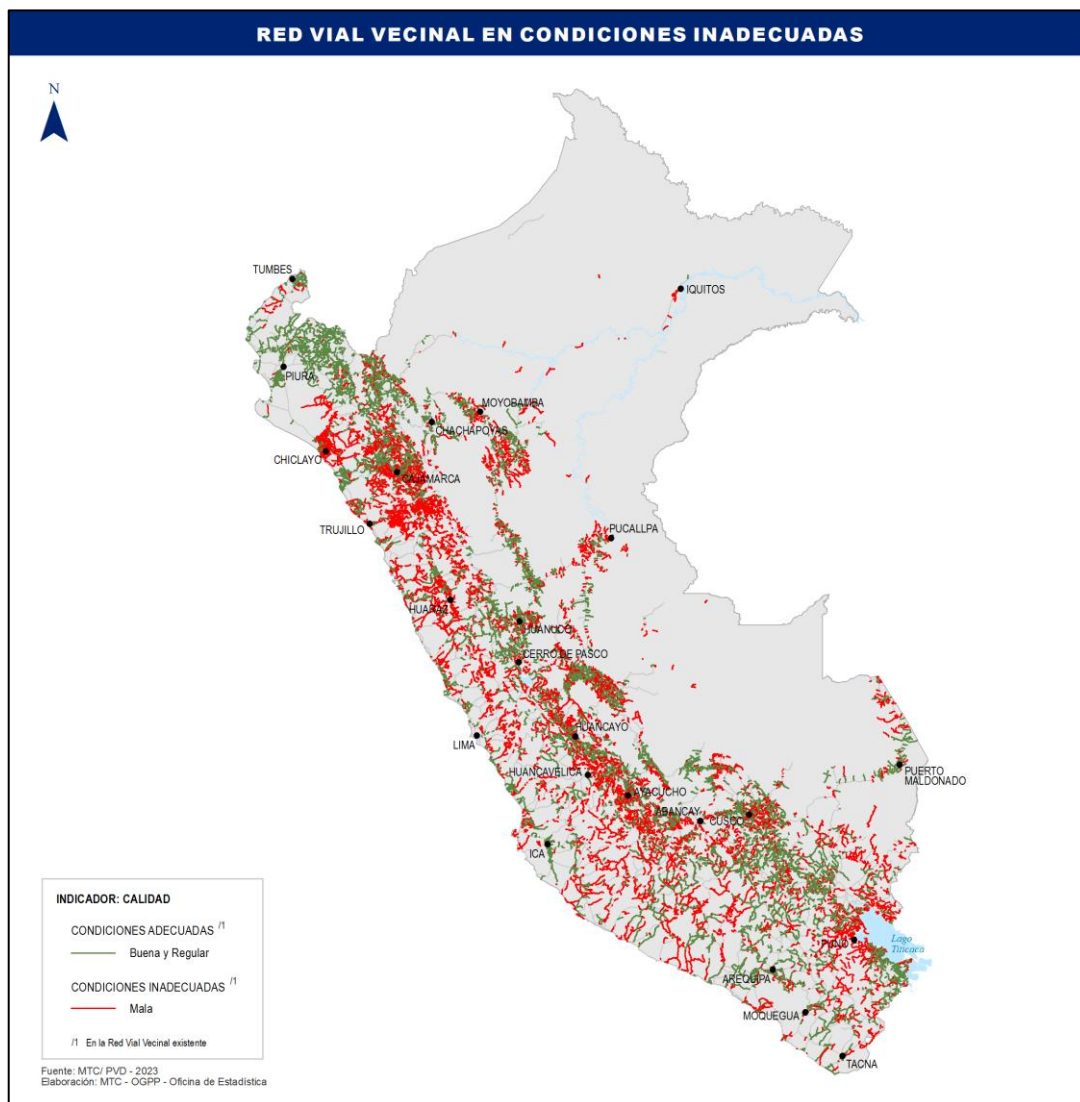 RED VIAL VECINAL EN CONDICIONES INADECUADAS
N
TUMBES
IQUITOS
PIURA
MOYOBAMBA
CHACHAPOYAS
CHICLAYO
CAJAMARCA
TRUJILLO
PUCALLPA
HUARAZ
HUANUCO
CERRO DE PASCO
HUANCAYO
LIMA
HUANCAVELICA
PUERTO
MALDONADO
AYACUCHO
ABANCAY
CUSCO
ICA
PUNO
Lago
Titicaca
AREQUIPA
MOQUEGUA
TACNA
INDICADOR: CALIDAD
CONDICIONES ADECUADAS /1
Buena y Regular
CONDICIONES INADECUADAS /1
Mala
/1 En la Red Vial Vecinal existente
Fuente: MTC/ PVD - 2023
Elaboración: MTC - OGPP - Oficina de Estadística